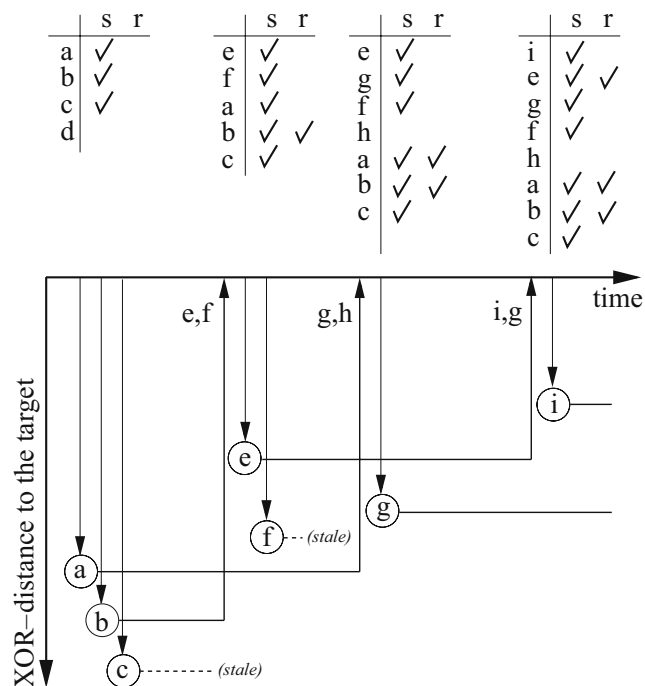 s r
a ✓
b ✓
c ✓
d
s r
e ✓
f ✓
a ✓
b ✓ ✓
c ✓
s r
e ✓
g ✓
f ✓
h
a ✓ ✓
b ✓ ✓
c ✓
s r
i ✓
e ✓ ✓
g ✓
f ✓
h
a ✓ ✓
b ✓ ✓
c ✓
time
e,f
g,h
i,g
XOR–distance to the target
i
e
g
f
(stale)
a
b
c
(stale)